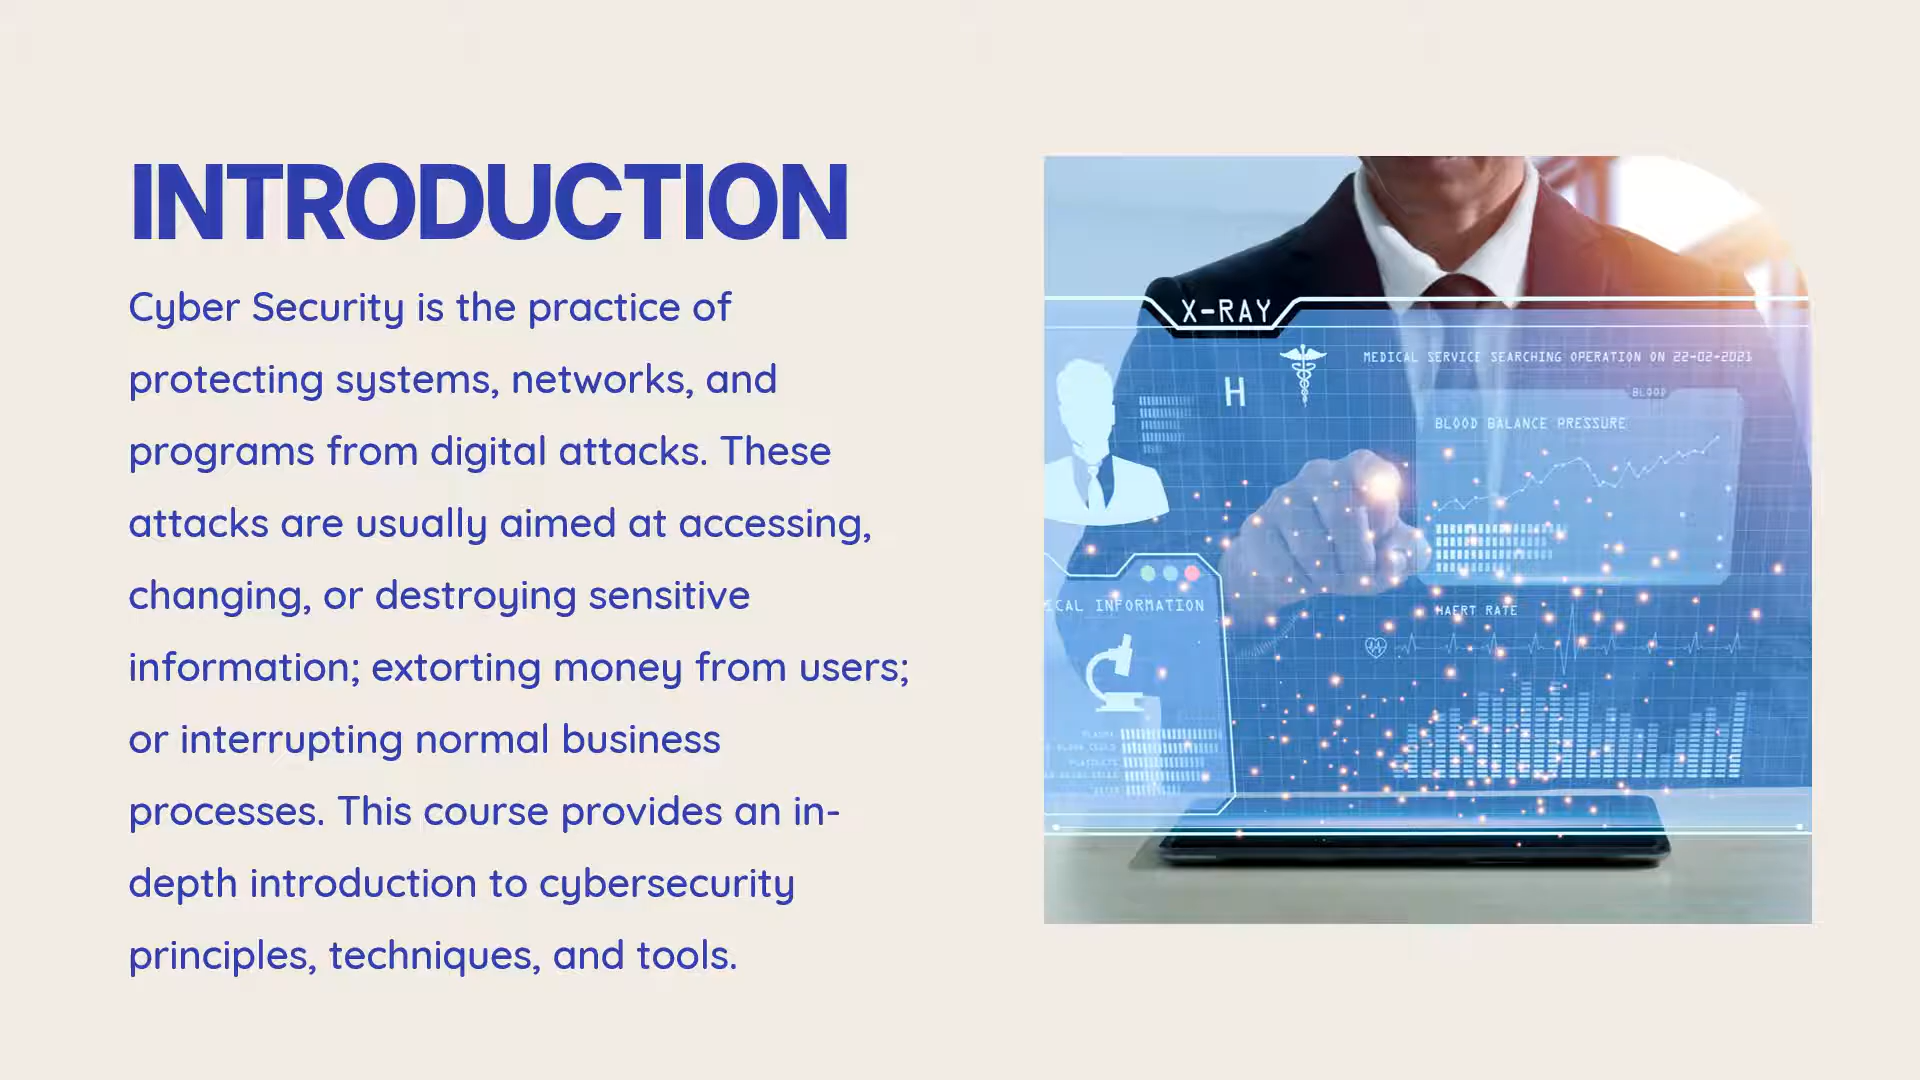 INTRODUCTION
Cyber Security is the practice of
protecting systems, networks, and
programs from digital attacks. These
attacks are usually aimed at accessing,
changing, or destroying sensitive
information; extorting money from users;
or interrupting normal business
processes. This course provides an in-
depth introduction to cybersecurity
principles, techniques, and tools.
X-RAY
MEDICAL SERVICE SEARCHING OPERATION ON 22-02-2021
H
BLOOD
BLOOD BALANCE PRESSURE
ICAL INFORMATION
HAERT RATE
PLASMA